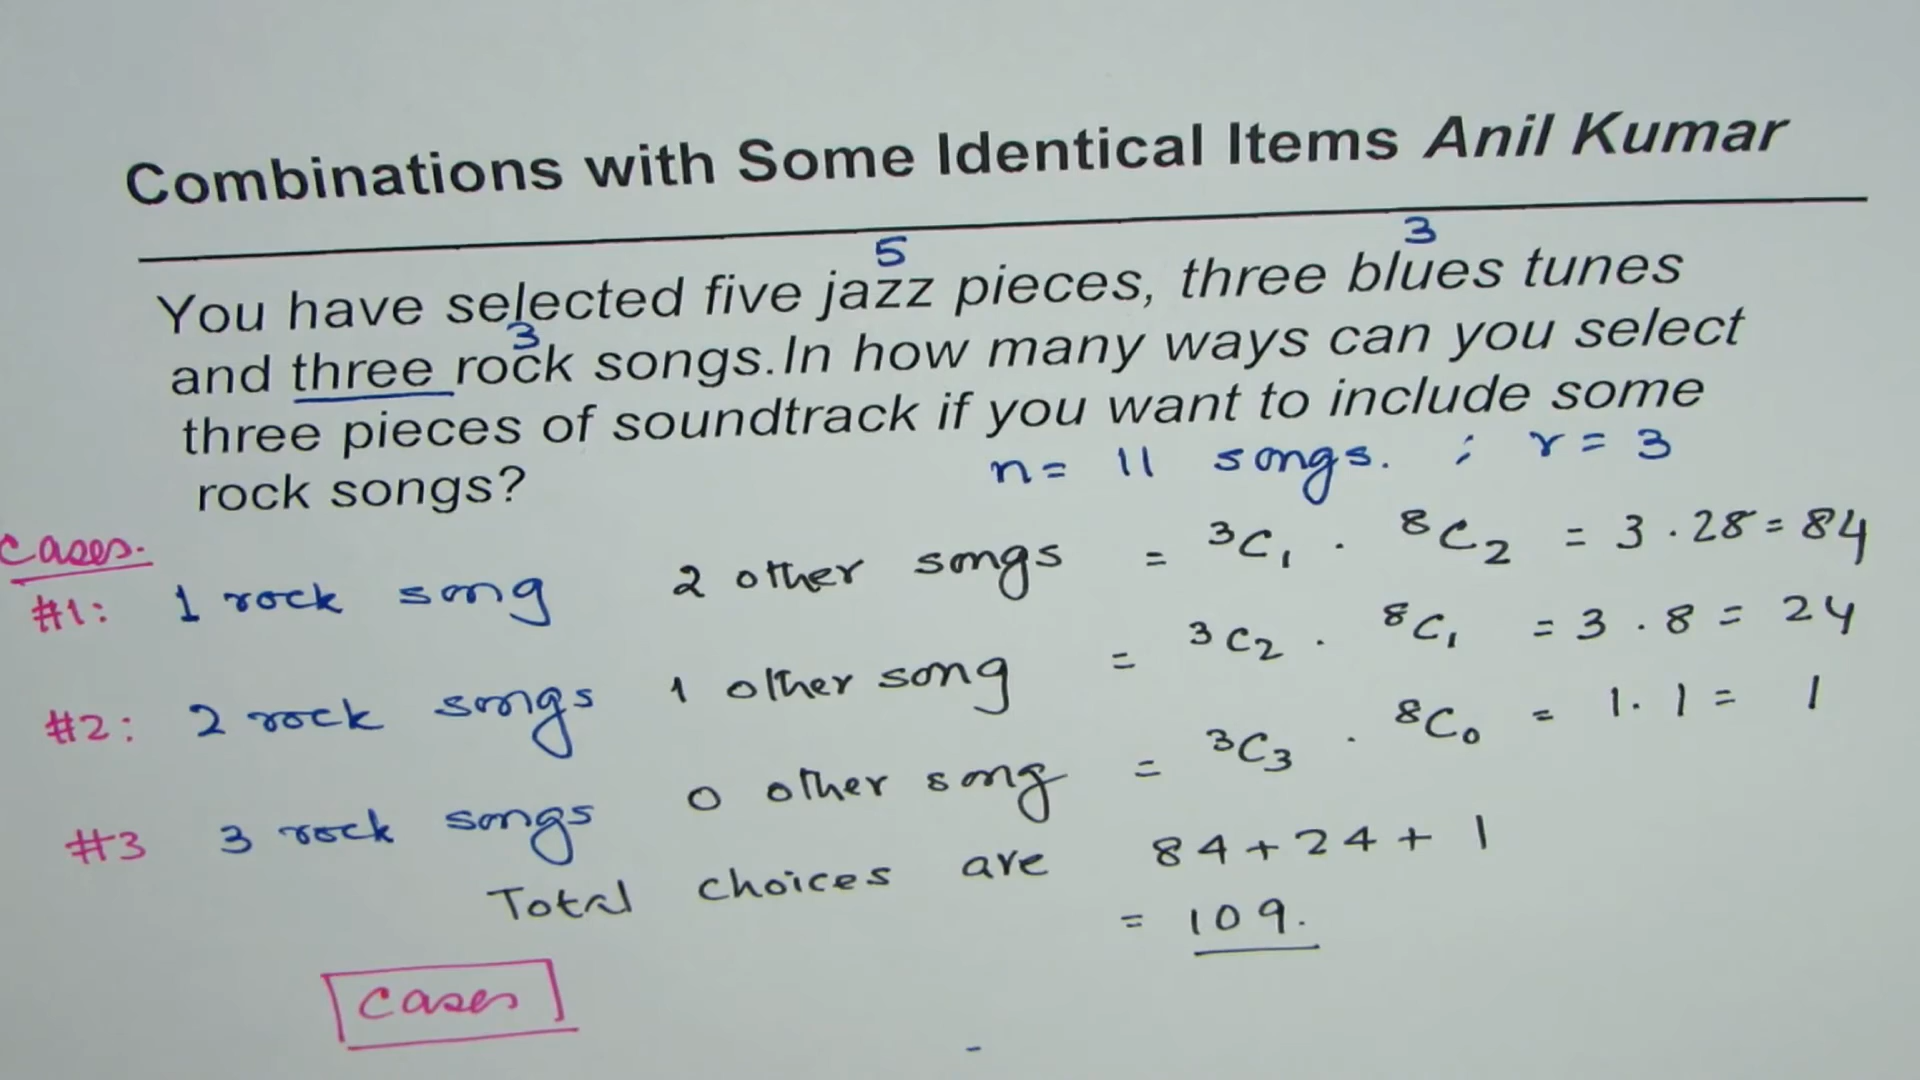 Combinations with Some Identical Items Anil Kumar
5 3
You have selected five jazz pieces, three blues tunes
3
and three rock songs. In how many ways can you select
three pieces of soundtrack if you want to include some
rock songs?
n = 11 songs. ; r = 3
Cases.
#1: 1 rock song 2 other songs = ³C₁ . ⁸C₂ = 3 . 28 = 84
#2: 2 rock songs 1 other song = ³C₂ . ⁸C₁ = 3 . 8 = 24
#3 3 rock songs 0 other song = ³C₃ . ⁸C₀ = 1 . 1 = 1
Total choices are 84 + 24 + 1
= 109.
Cases